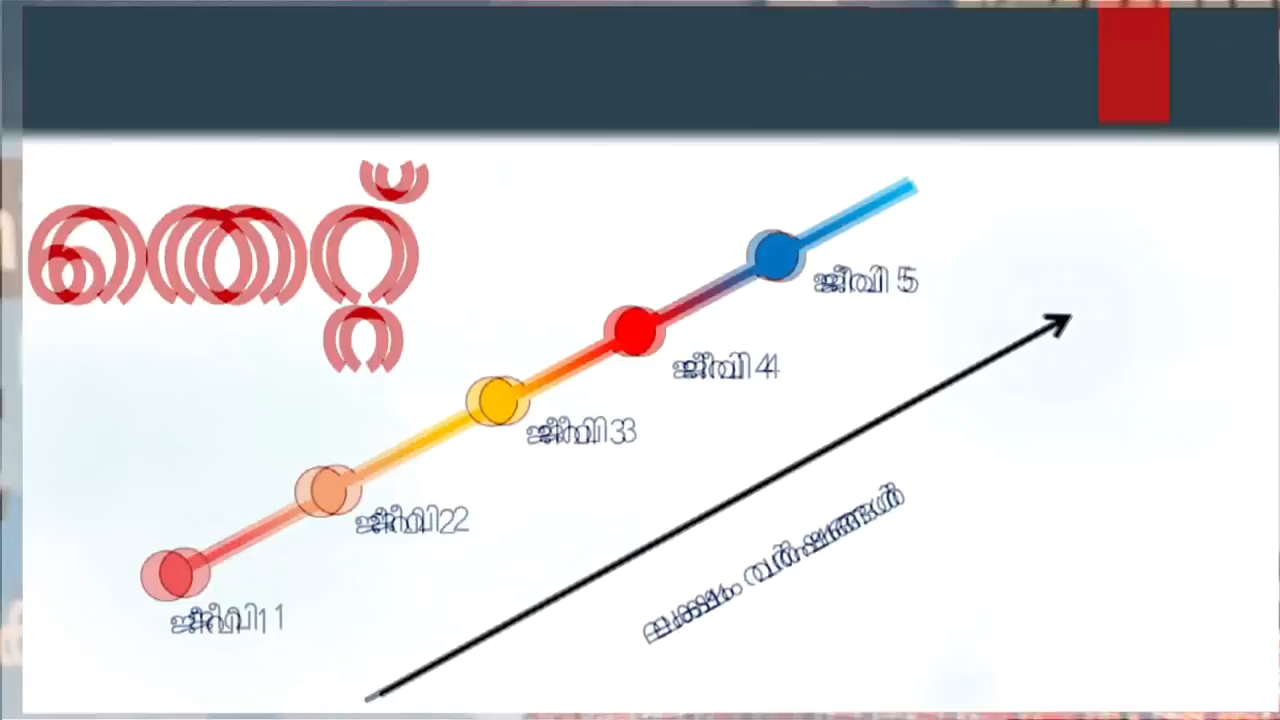 തെറ്റ്
ജീവി 5
ജീവി 4
ജീവി 3
ജീവി 2
ജീവി 1
ലക്ഷം വർഷങ്ങൾ